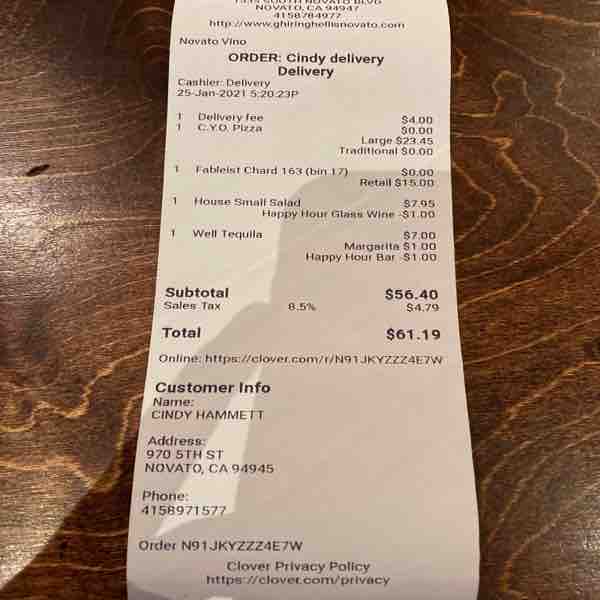 1535 SOUTH NOVATO BLVD
NOVATO, CA 94947
4158784977
http://www.ghiringhellisnovato.com
Novato Vino
ORDER: Cindy delivery
Delivery
Cashier: Delivery
25-Jan-2021 5:20:23P
1 Delivery fee $4.00
1 C.Y.O. Pizza $0.00
Large $23.45
Traditional $0.00
1 Fableist Chard 163 (bin 17) $0.00
Retail $15.00
1 House Small Salad $7.95
Happy Hour Glass Wine -$1.00
1 Well Tequila $7.00
Margarita $1.00
Happy Hour Bar -$1.00
Subtotal $56.40
Sales Tax 8.5% $4.79
Total $61.19
Online: https://clover.com/r/N91JKYZZZ4E7W
Customer Info
Name:
CINDY HAMMETT
Address:
970 5TH ST
NOVATO, CA 94945
Phone:
4158971577
Order N91JKYZZZ4E7W
Clover Privacy Policy
https://clover.com/privacy